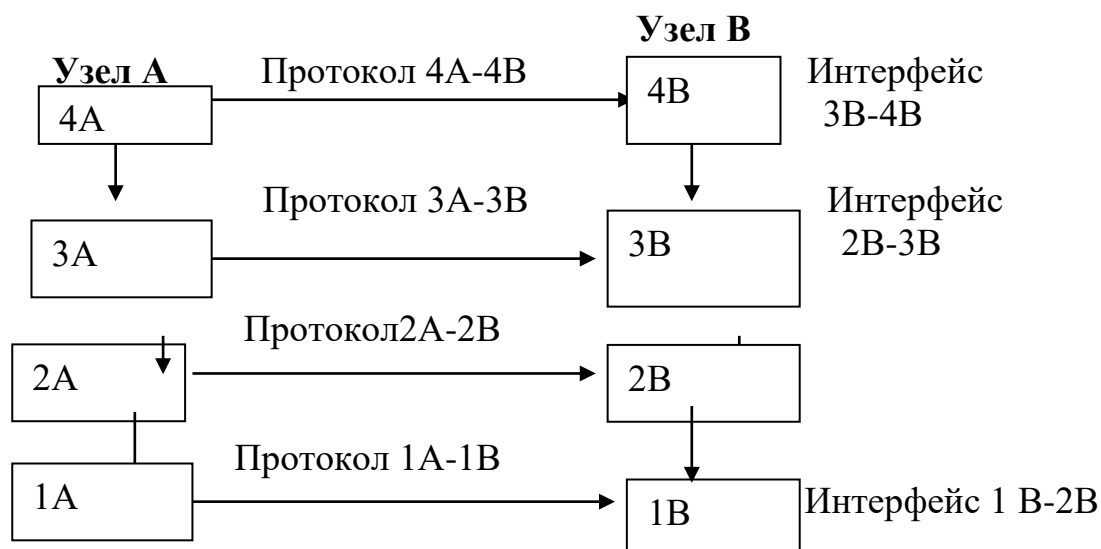 Узел В
Узел А
Протокол 4А-4В
Интерфейс
3В-4В
4А
4В
Протокол 3А-3В
Интерфейс
2В-3В
3А
3В
Протокол2А-2В
2А
2В
Протокол 1А-1В
1А
1В
Интерфейс 1 В-2В